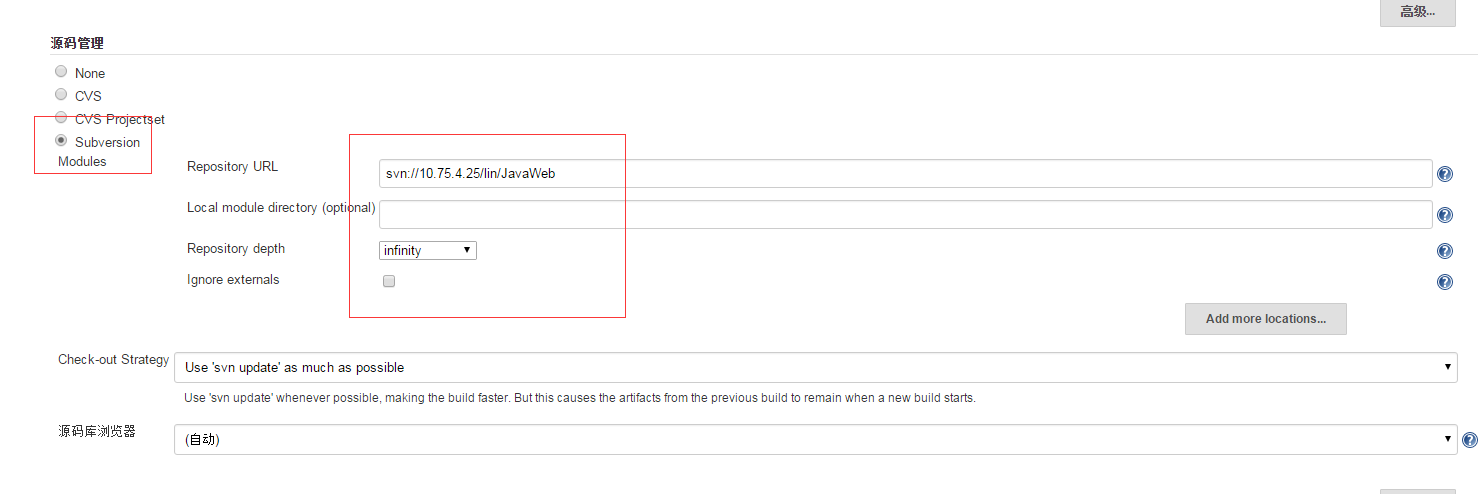 高级...
源码管理
None
CVS
CVS Projectset
Subversion
Modules
Repository URL
svn://10.75.4.25/lin/JavaWeb
Local module directory (optional)
Repository depth
infinity
Ignore externals
Add more locations...
Check-out Strategy
Use 'svn update' as much as possible
Use 'svn update' whenever possible, making the build faster. But this causes the artifacts from the previous build to remain when a new build starts.
源码库浏览器
(自动)